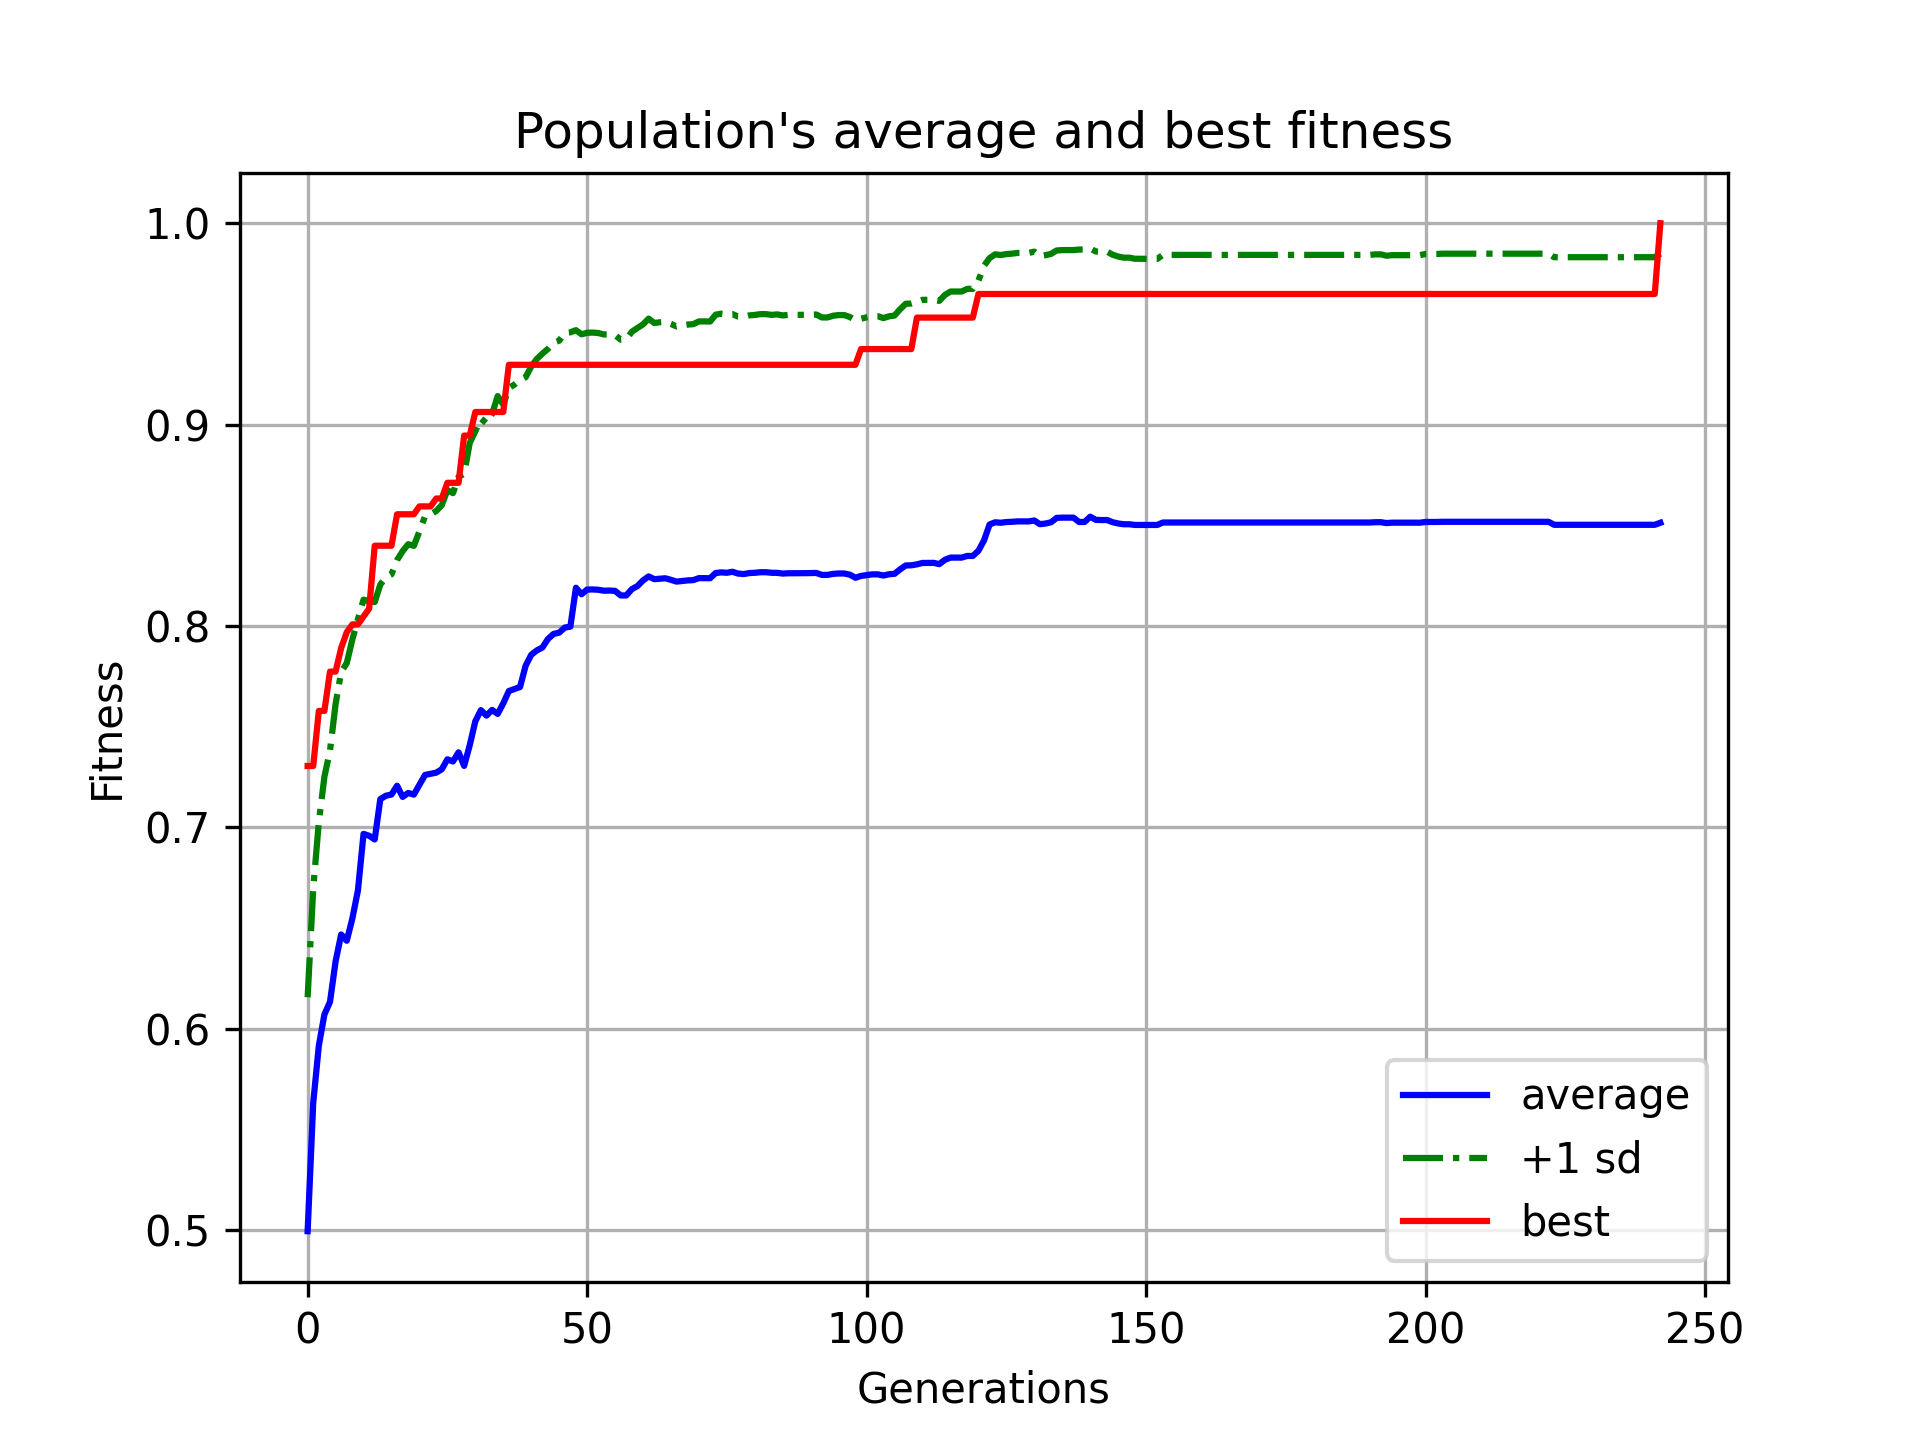 Population's average and best fitness
1.0
0.9
0.8
0.7
0.6
0.5
Fitness
0 50 100 150 200 250
Generations
average
+1 sd
best